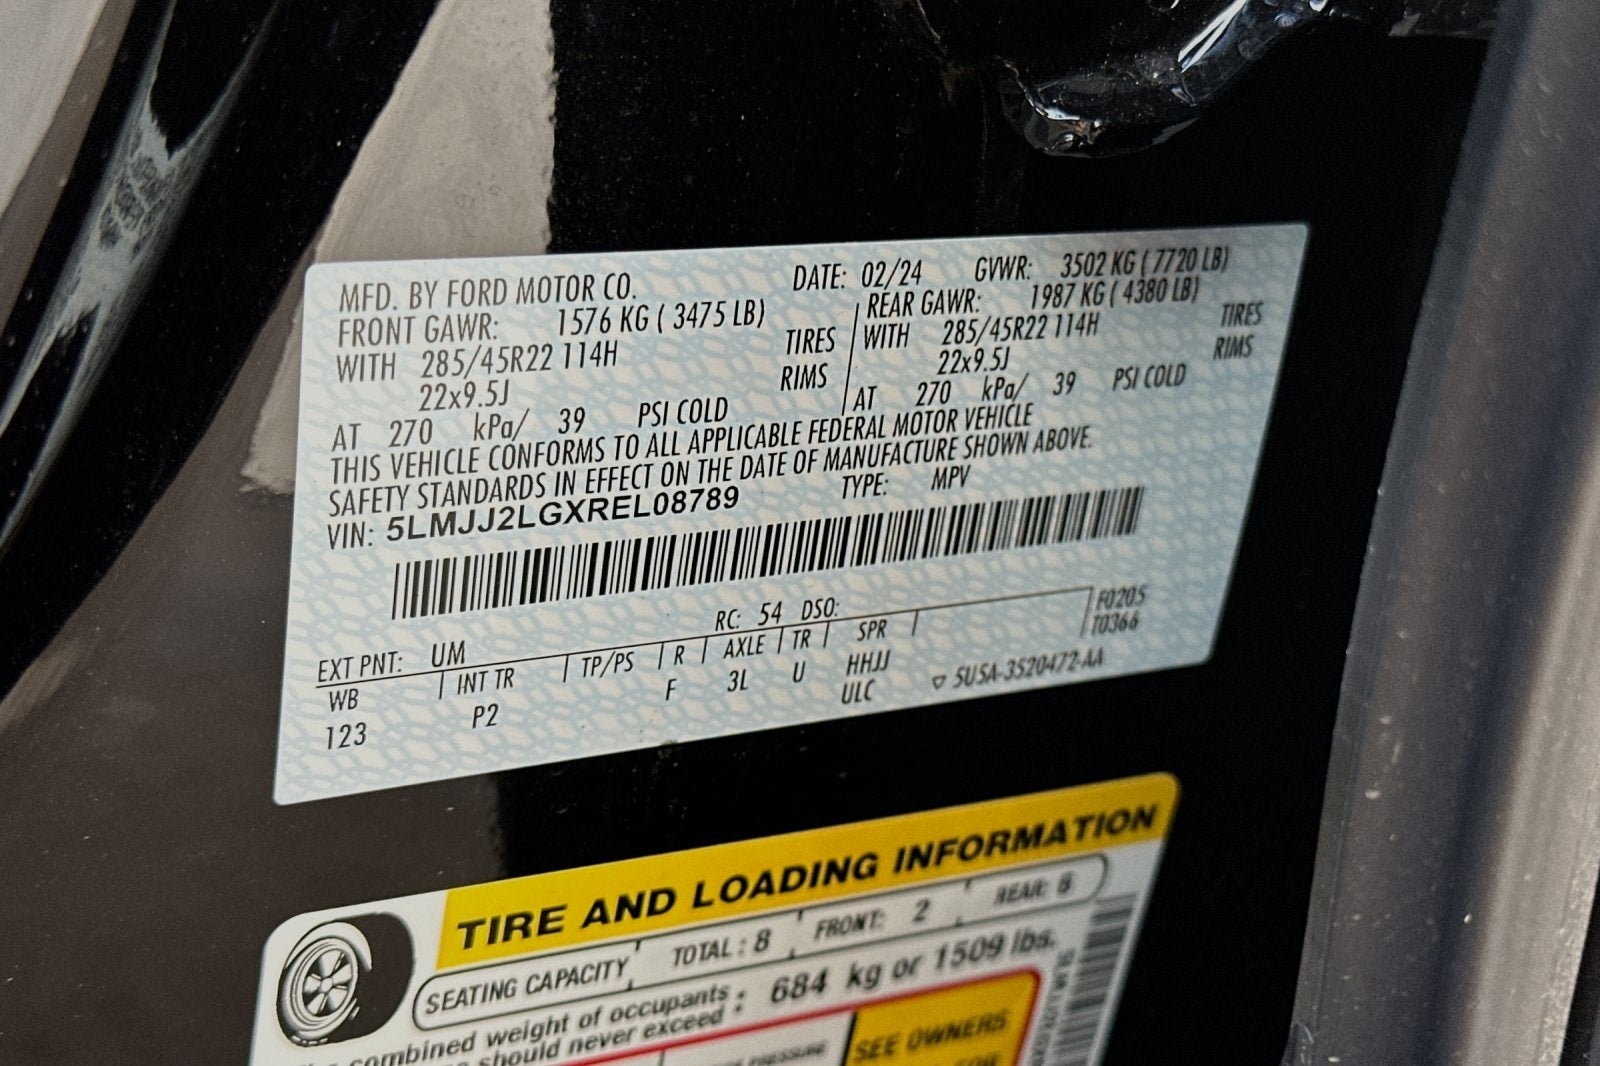 MFD. BY FORD MOTOR CO. DATE: 02/24 GVWR: 3502 KG ( 7720 LB)
FRONT GAWR: 1576 KG ( 3475 LB) REAR GAWR: 1987 KG ( 4380 LB)
WITH 285/45R22 114H TIRES WITH 285/45R22 114H TIRES
22x9.5J RIMS 22x9.5J RIMS
AT 270 kPa/ 39 PSI COLD AT 270 kPa/ 39 PSI COLD
THIS VEHICLE CONFORMS TO ALL APPLICABLE FEDERAL MOTOR VEHICLE
SAFETY STANDARDS IN EFFECT ON THE DATE OF MANUFACTURE SHOWN ABOVE.
VIN: 5LMJJ2LGXREL08789 TYPE: MPV
EXT PNT: UM RC: 54 DSO: F0205
WB INT TR TP/PS R AXLE TR SPR T0366
123 P2 F 3L U HHJJ
ULC 5U5A-3520472-AA
TIRE AND LOADING INFORMATION
SEATING CAPACITY TOTAL : 8 FRONT: 2 REAR: 6
combined weight of occupants : 684 kg or 1509 lbs.
should never exceed :
PRESSURE SEE OWNERS